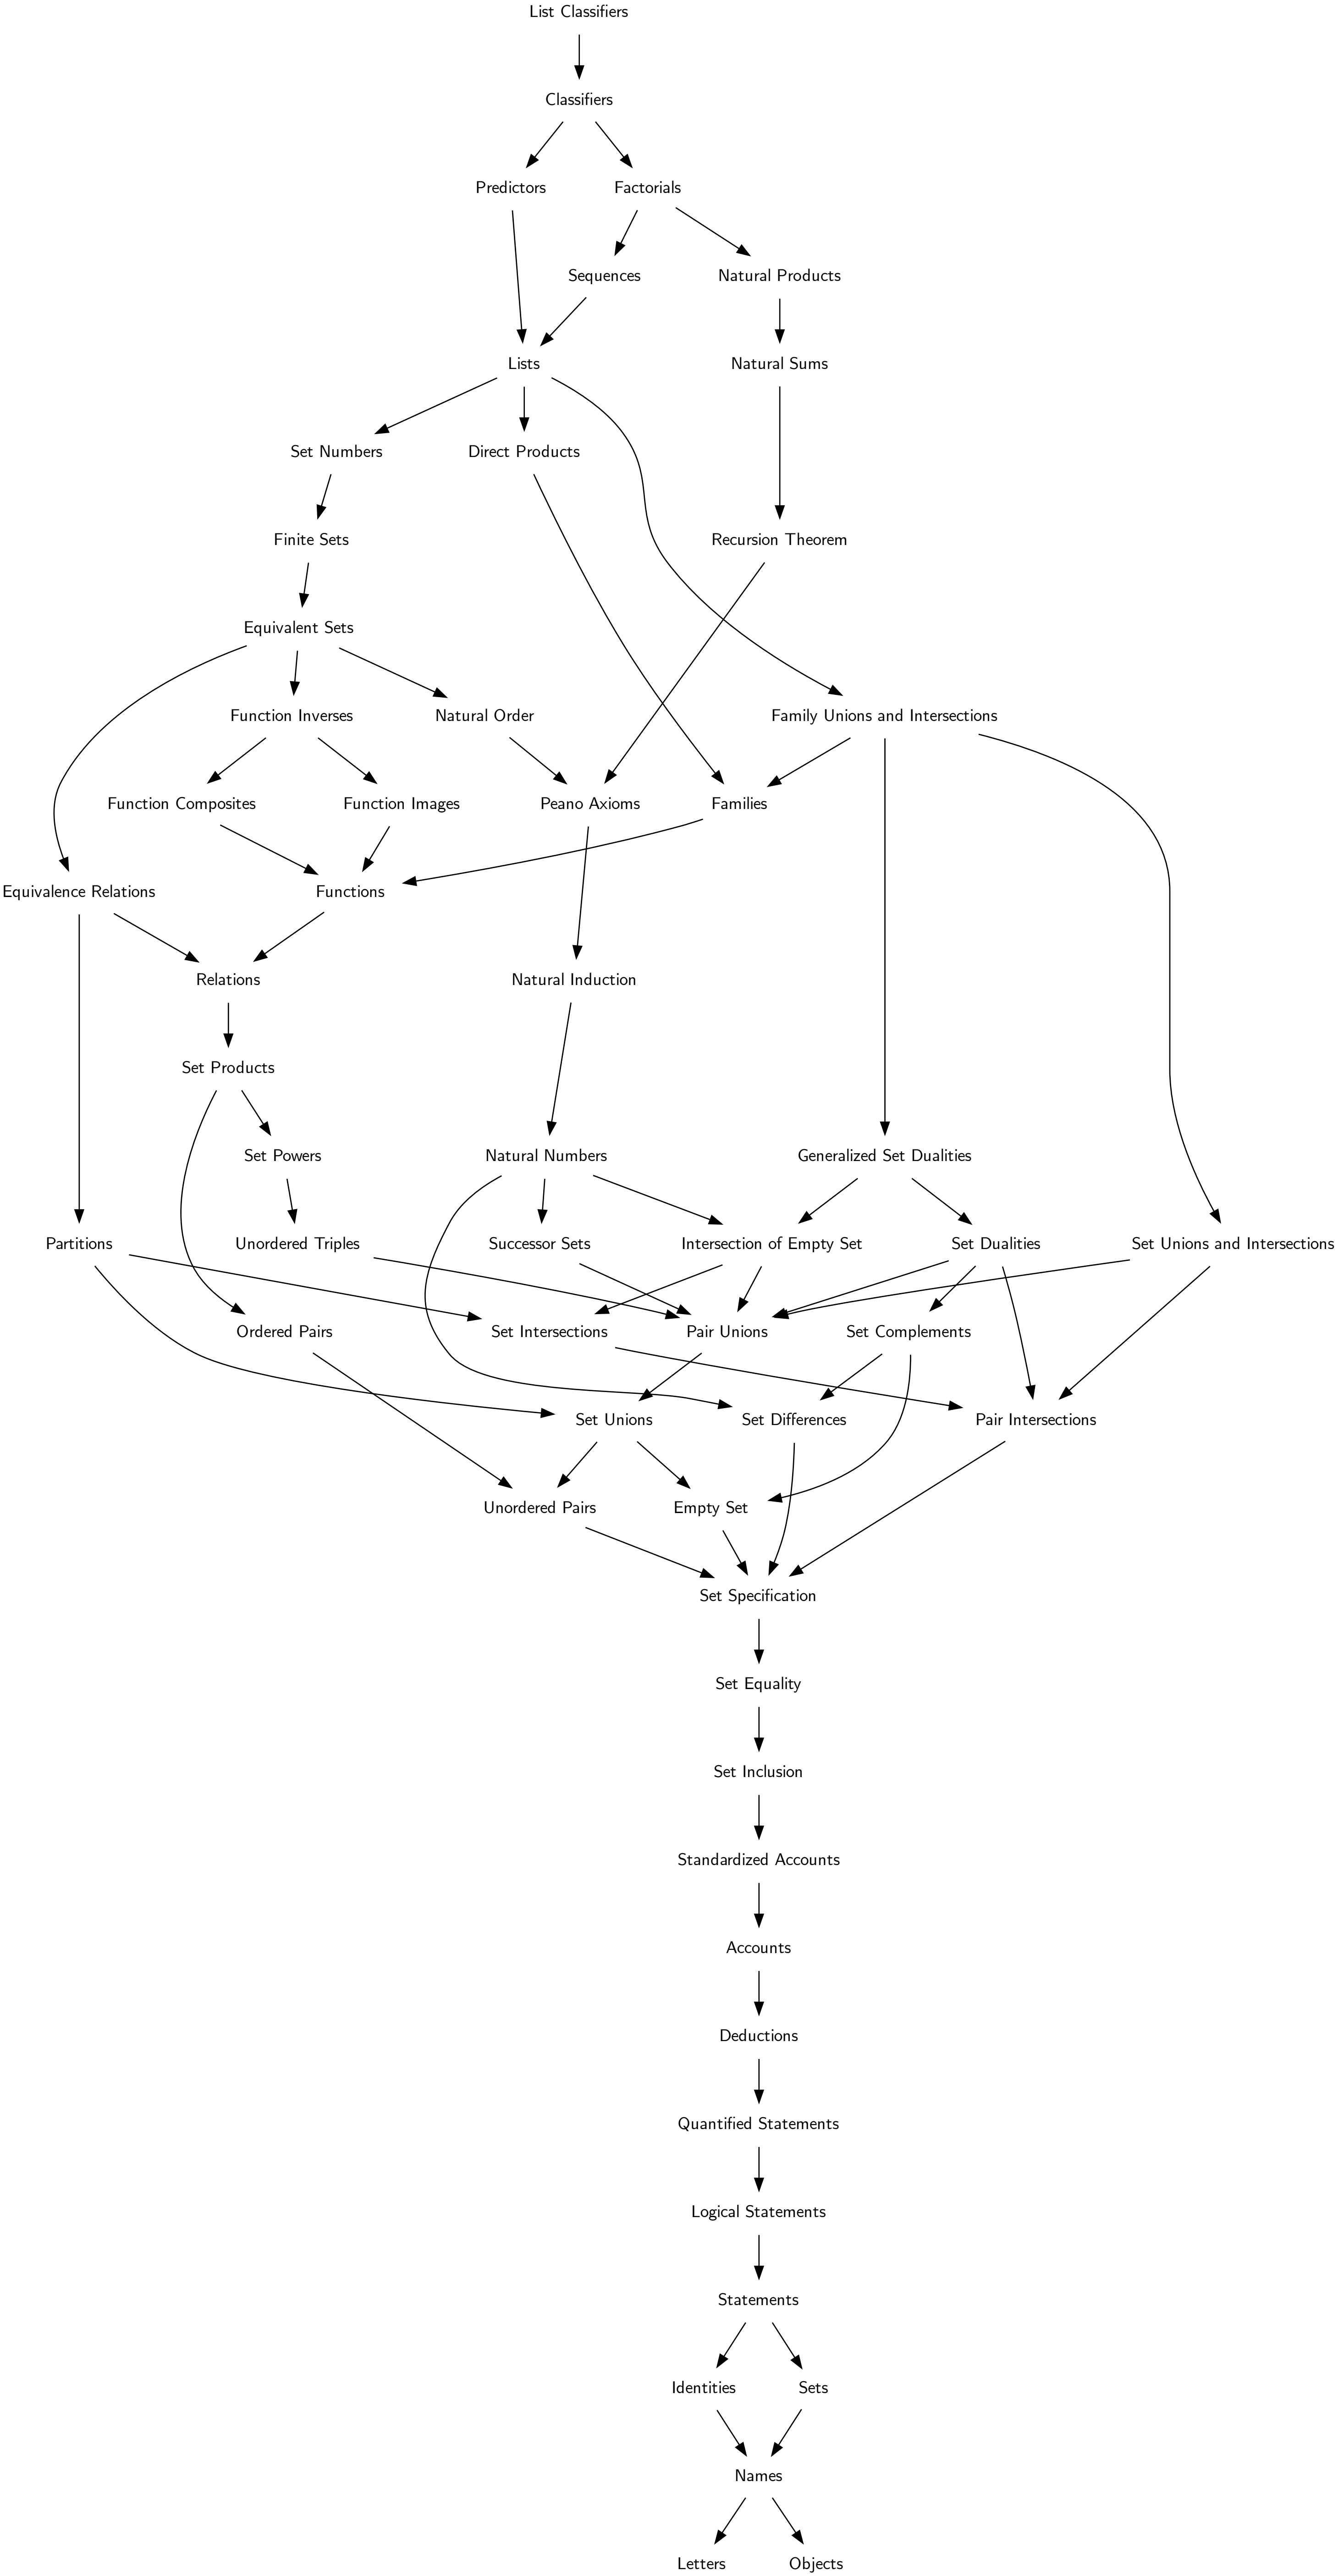 List Classifiers
Classifiers
Predictors
Factorials
Sequences
Natural Products
Lists
Natural Sums
Set Numbers
Direct Products
Finite Sets
Recursion Theorem
Equivalent Sets
Function Inverses
Natural Order
Family Unions and Intersections
Function Composites
Function Images
Peano Axioms
Families
Equivalence Relations
Functions
Relations
Natural Induction
Set Products
Set Powers
Natural Numbers
Generalized Set Dualities
Partitions
Unordered Triples
Successor Sets
Intersection of Empty Set
Set Dualities
Set Unions and Intersections
Ordered Pairs
Set Intersections
Pair Unions
Set Complements
Set Unions
Set Differences
Pair Intersections
Unordered Pairs
Empty Set
Set Specification
Set Equality
Set Inclusion
Standardized Accounts
Accounts
Deductions
Quantified Statements
Logical Statements
Statements
Identities
Sets
Names
Letters
Objects